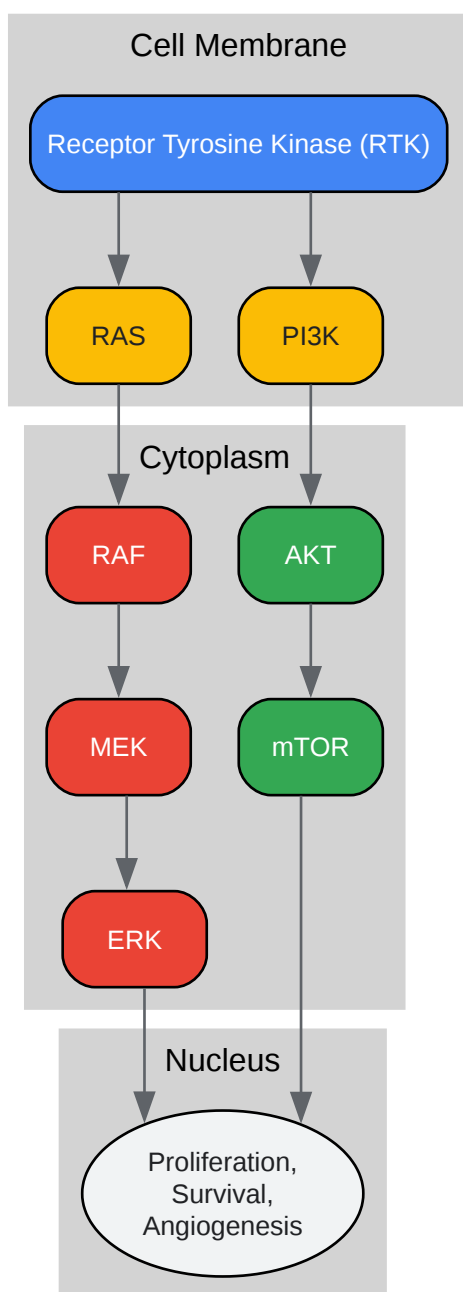 Cell Membrane
Receptor Tyrosine Kinase (RTK)
RAS
PI3K
Cytoplasm
RAF
AKT
MEK
mTOR
ERK
Nucleus
Proliferation,
Survival,
Angiogenesis